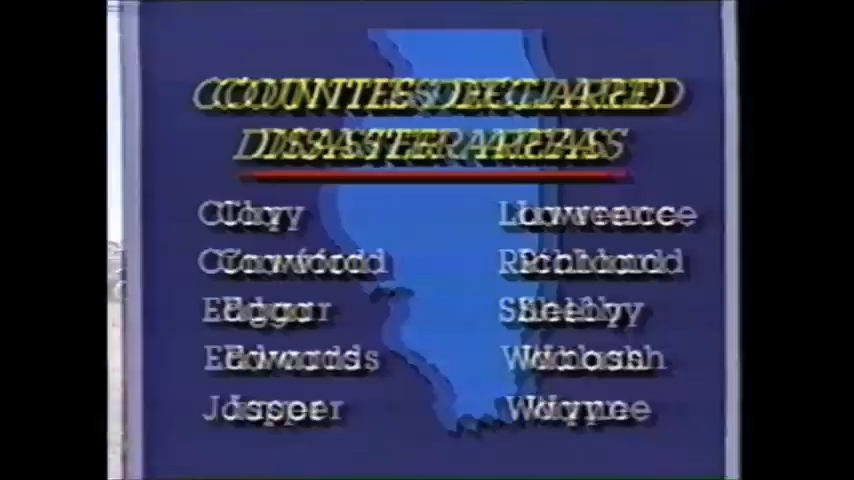 COUNTIES DECLARED
DISASTER AREAS
Clay
Crawford
Edgar
Edwards
Jasper
Lawrence
Richland
Shelby
Wabash
Wayne